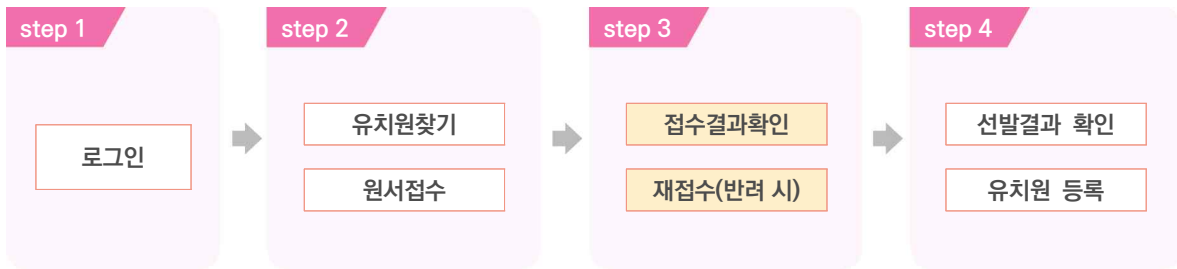 step 1
로그인
step 2
유치원찾기
원서접수
step 3
접수결과확인
재접수(반려 시)
step 4
선발결과 확인
유치원 등록